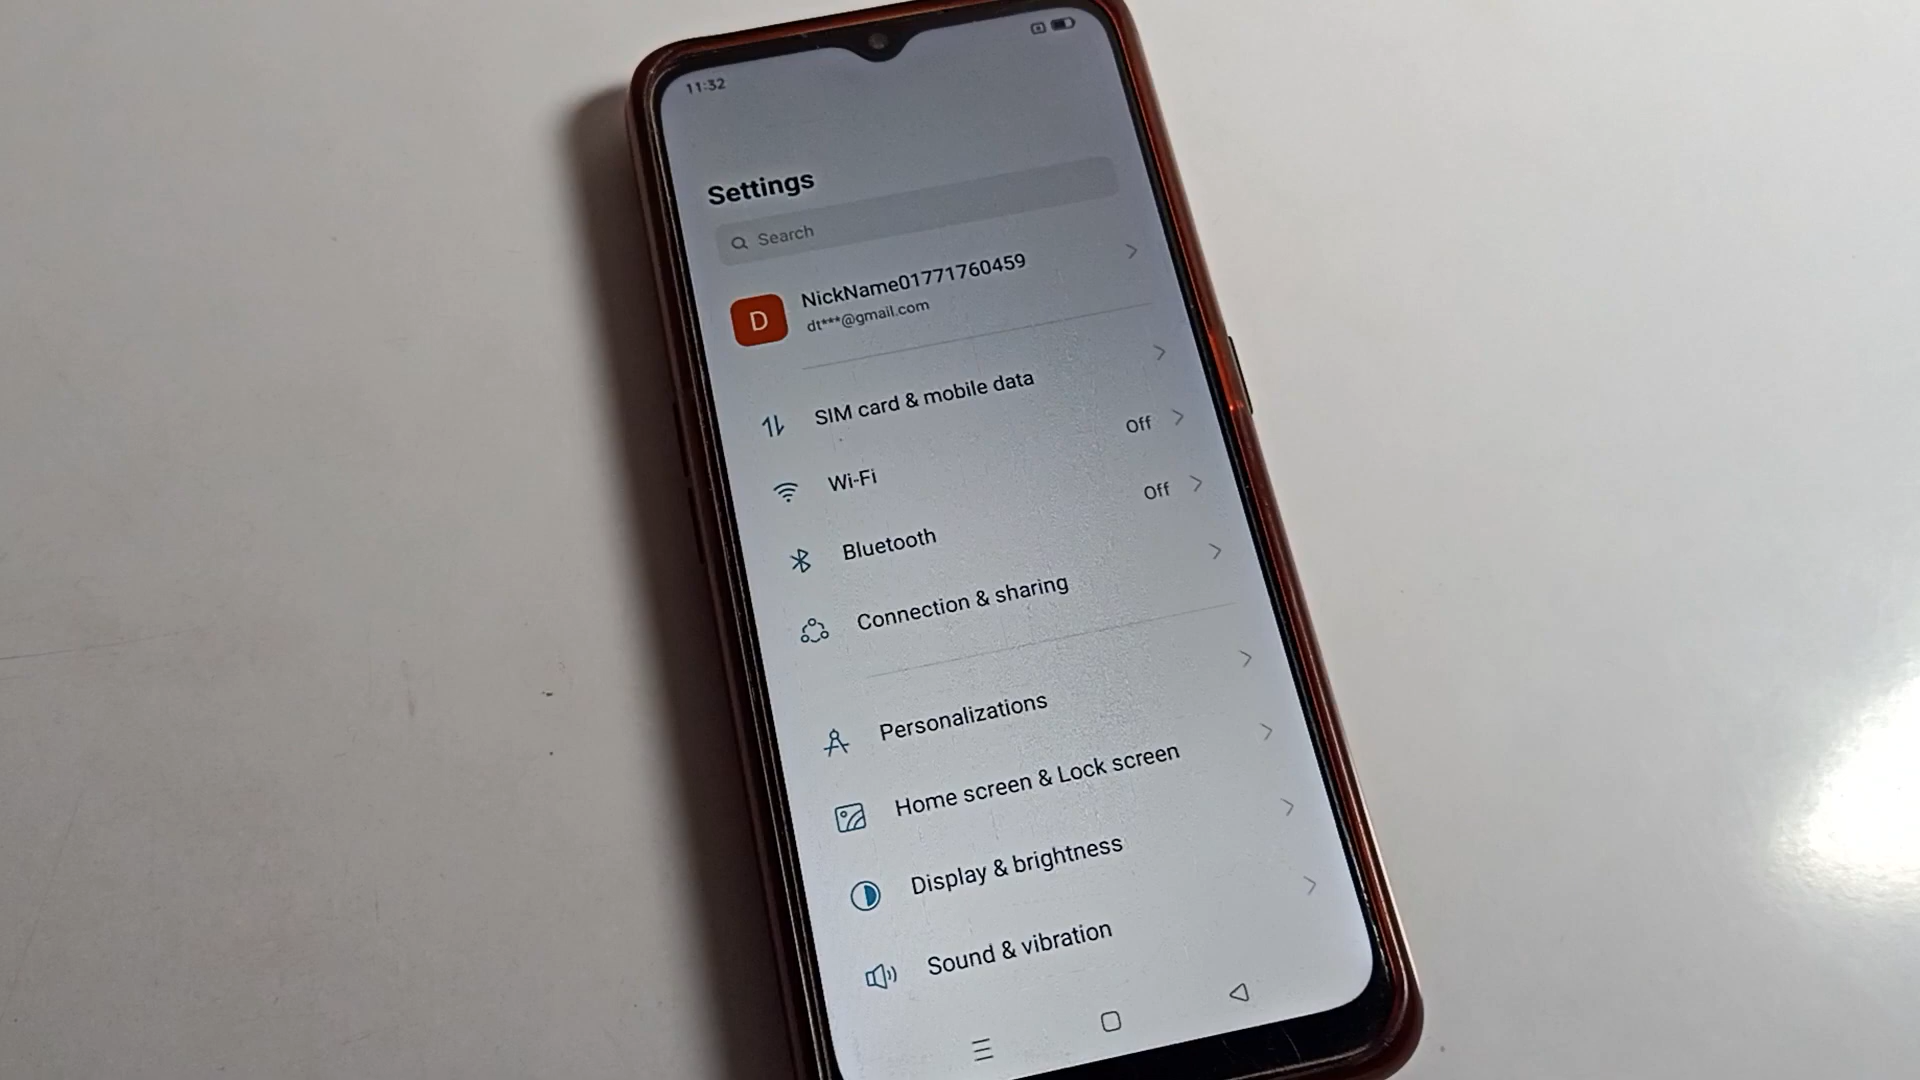 11:32
Settings
Search
D
NickName01771760459
dt***@gmail.com
SIM card & mobile data
Wi-Fi
Off
Bluetooth
Off
Connection & sharing
Personalizations
Home screen & Lock screen
Display & brightness
Sound & vibration